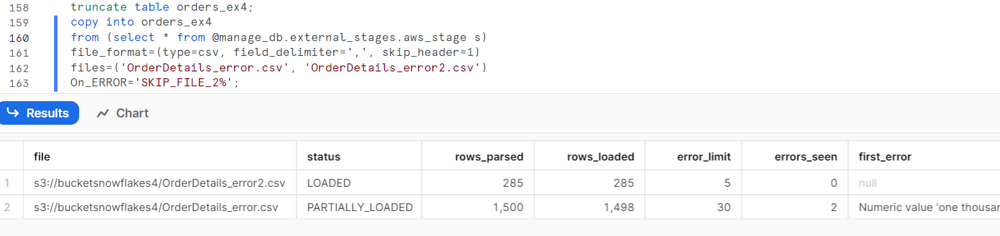 158 truncate table orders_ex4;
159 copy into orders_ex4
160 from (select * from @manage_db.external_stages.aws_stage s)
161 file_format=(type=csv, field_delimiter=',', skip_header=1)
162 files=('OrderDetails_error.csv', 'OrderDetails_error2.csv')
163 On_ERROR='SKIP_FILE_2%';
Results Chart
file status rows_parsed rows_loaded error_limit errors_seen first_error
1 s3://bucketsnowflakes4/OrderDetails_error2.csv LOADED 285 285 5 0 null
2 s3://bucketsnowflakes4/OrderDetails_error.csv PARTIALLY_LOADED 1,500 1,498 30 2 Numeric value 'one